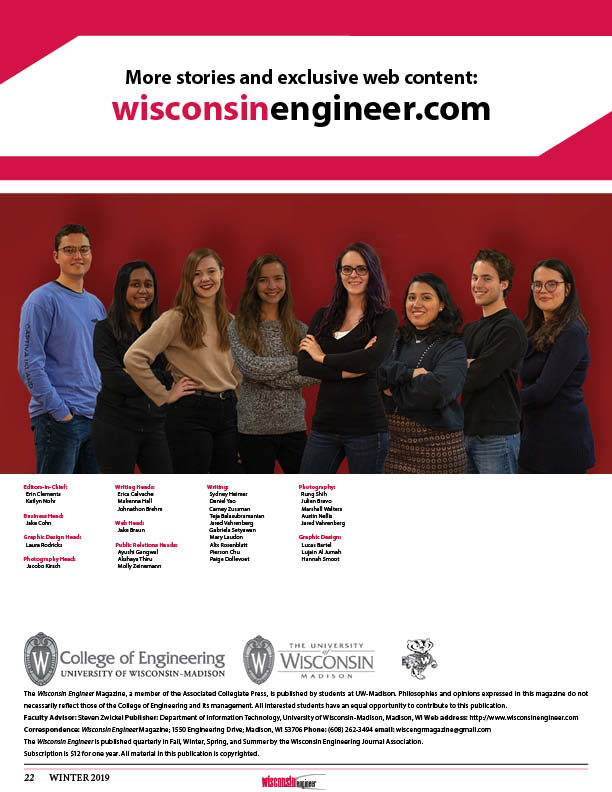 More stories and exclusive web content:
wisconsinengineer.com
Editors-in-Chief:
Erin Clements
Katlyn Nohr
Business Head:
Jake Cohn
Graphic Design Head:
Laura Rodricks
Photography Head:
Jacobo Kirsch
Writing Heads:
Erica Calvache
Makenna Hall
Johnathon Brehm
Web Head:
Jake Braun
Public Relations Heads:
Ayushi Gangwal
Akshaya Thiru
Molly Zeinemann
Writing:
Sydney Heimer
Daniel Yao
Carney Zussman
Teja Balasubramanian
Jared Vahrenberg
Gabriela Setyawan
Mary Laudon
Alix Rosenblatt
Pierson Chu
Paige Dollevoet
Photography:
Rung Shih
Julien Bravo
Marshall Walters
Austin Nellis
Jared Vahrenberg
Graphic Design:
Lucas Bartel
Lujain Al Jumah
Hannah Smoot
College of Engineering
UNIVERSITY OF WISCONSIN-MADISON
THE UNIVERSITY
of
WISCONSIN
MADISON
The Wisconsin Engineer Magazine, a member of the Associated Collegiate Press, is published by students at UW-Madison. Philosophies and opinions expressed in this magazine do not
necessarily reflect those of the College of Engineering and its management. All interested students have an equal opportunity to contribute to this publication.
Faculty Advisor: Steven Zwickel Publisher: Department of Information Technology, University of Wisconsin-Madison, Madison, WI Web address: http://www.wisconsinengineer.com
Correspondence: Wisconsin Engineer Magazine; 1550 Engineering Drive; Madison, WI 53706 Phone: (608) 262-3494 email: wiscengrmagazine@gmail.com
The Wisconsin Engineer is published quarterly in Fall, Winter, Spring, and Summer by the Wisconsin Engineering Journal Association.
Subscription is $12 for one year. All material in this publication is copyrighted.
22 WINTER 2019
wisconsin engineer